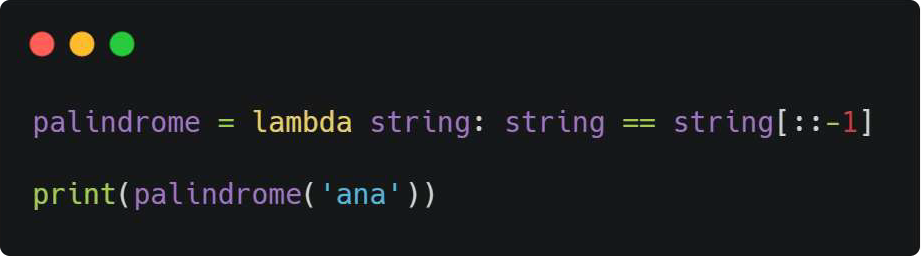 palindrome = lambda string: string == string[::-1]
print(palindrome('ana'))